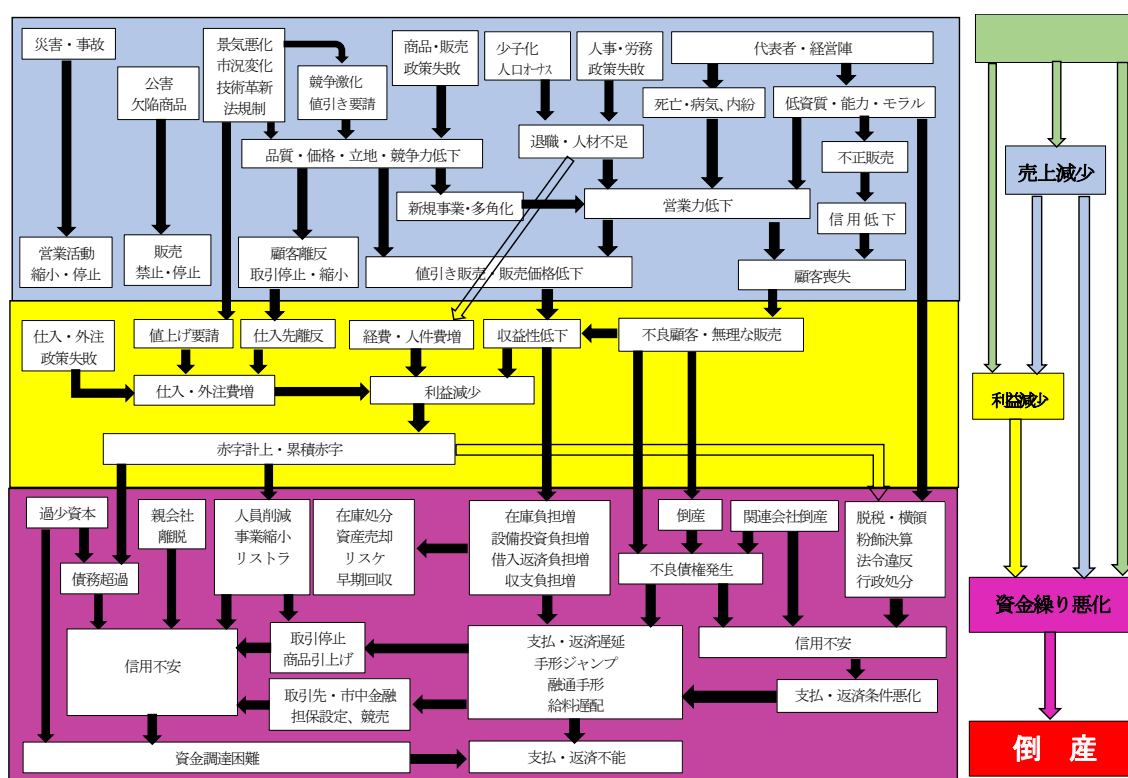 災害・事故
公害
欠陥商品
景気悪化
市況変化
技術革新
法規制
競争激化
値引き要請
商品・販売
政策失敗
少子化
人口オーナス
人事・労務
政策失敗
代表者・経営陣
死亡・病気、内紛
低資質・能力・モラル
品質・価格・立地・競争力低下
退職・人材不足
不正販売
新規事業・多角化
営業力低下
信用低下
営業活動
縮小・停止
販売
禁止・停止
顧客離反
取引停止・縮小
値引き販売・販売価格低下
顧客喪失
仕入・外注
政策失敗
値上げ要請
仕入先離反
経費・人件費増
収益性低下
不良顧客・無理な販売
仕入・外注費増
利益減少
赤字計上・累積赤字
過少資本
親会社
離脱
人員削減
事業縮小
リストラ
在庫処分
資産売却
リスケ
早期回収
在庫負担増
設備投資負担増
借入返済負担増
収支負担増
倒産
関連会社倒産
脱税・横領
粉飾決算
法令違反
行政処分
債務超過
不良債権発生
信用不安
取引停止
商品引上げ
支払・返済遅延
手形ジャンプ
融通手形
給料遅配
信用不安
取引先・市中金融
担保設定、競売
支払・返済条件悪化
資金調達困難
支払・返済不能
売上減少
利益減少
資金繰り悪化
倒 産